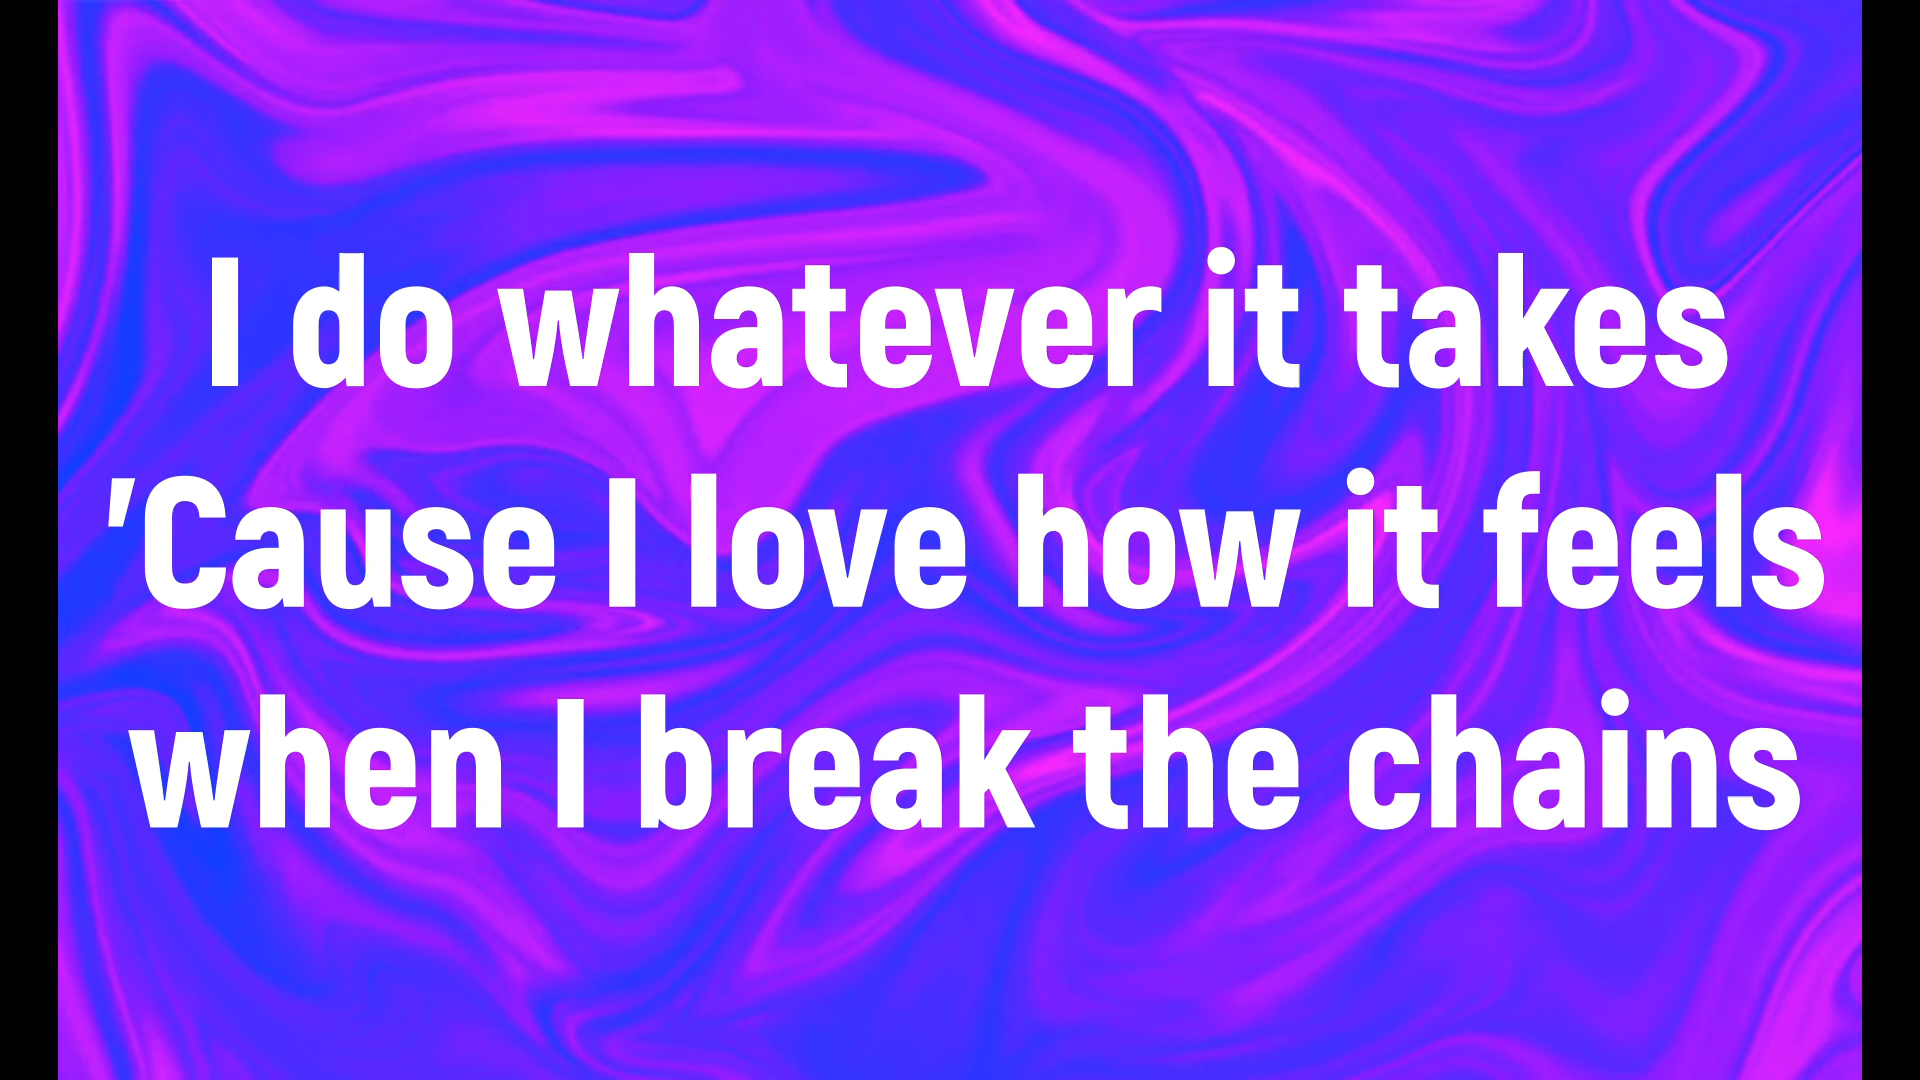 I do whatever it takes
'Cause I love how it feels
when I break the chains